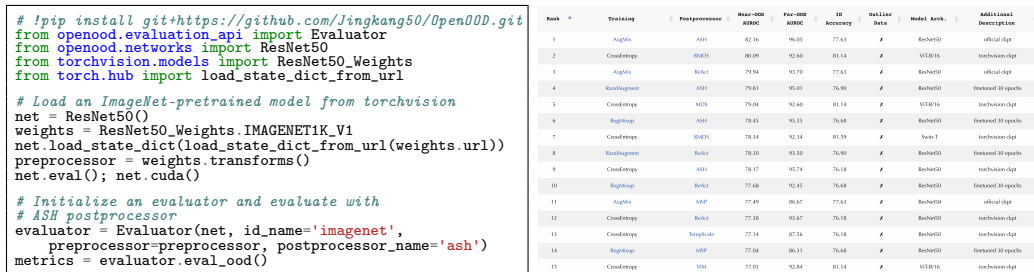 # !pip install git+https://github.com/Jingkang50/OpenOOD.git
from openood.evaluation_api import Evaluator
from openood.networks import ResNet50
from torchvision.models import ResNet50_Weights
from torch.hub import load_state_dict_from_url
# Load an ImageNet-pretrained model from torchvision
net = ResNet50()
weights = ResNet50_Weights.IMAGENET1K_V1
net.load_state_dict(load_state_dict_from_url(weights.url))
preprocessor = weights.transforms()
net.eval(); net.cuda()
# Initialize an evaluator and evaluate with
# ASH postprocessor
evaluator = Evaluator(net, id_name='imagenet',
preprocessor=preprocessor, postprocessor_name='ash')
metrics = evaluator.eval_ood()
Rank Training Postprocessor Near-OOD AUROC Far-OOD AUROC ID Accuracy Outlier Data Model Arch. Additional Description
1 AugMix ASH 82.16 96.05 77.63 ✗ ResNet50 official ckpt
2 CrossEntropy RMDS 80.09 92.60 81.14 ✗ ViT-B/16 torchvision ckpt
3 AugMix ReAct 79.94 93.70 77.63 ✗ ResNet50 official ckpt
4 RandAugment ASH 79.81 95.01 76.90 ✗ ResNet50 finetuned 30 epochs
5 CrossEntropy MDS 79.04 92.60 81.14 ✗ ViT-B/16 torchvision ckpt
6 RegMixup ASH 78.45 95.35 76.68 ✗ ResNet50 finetuned 30 epochs
7 CrossEntropy RMDS 78.34 92.34 81.59 ✗ Swin-T torchvision ckpt
8 RandAugment ReAct 78.30 93.50 76.90 ✗ ResNet50 finetuned 30 epochs
9 CrossEntropy ASH 78.17 95.74 76.18 ✗ ResNet50 torchvision ckpt
10 RegMixup ReAct 77.68 92.45 76.68 ✗ ResNet50 finetuned 30 epochs
11 AugMix MSP 77.49 86.67 77.63 ✗ ResNet50 official ckpt
12 CrossEntropy ReAct 77.38 93.67 76.18 ✗ ResNet50 torchvision ckpt
13 CrossEntropy TempScale 77.14 87.56 76.18 ✗ ResNet50 torchvision ckpt
14 RegMixup MSP 77.04 86.31 76.68 ✗ ResNet50 finetuned 30 epochs
15 CrossEntropy VIM 77.03 92.84 81.14 ✗ ViT-B/16 torchvision ckpt